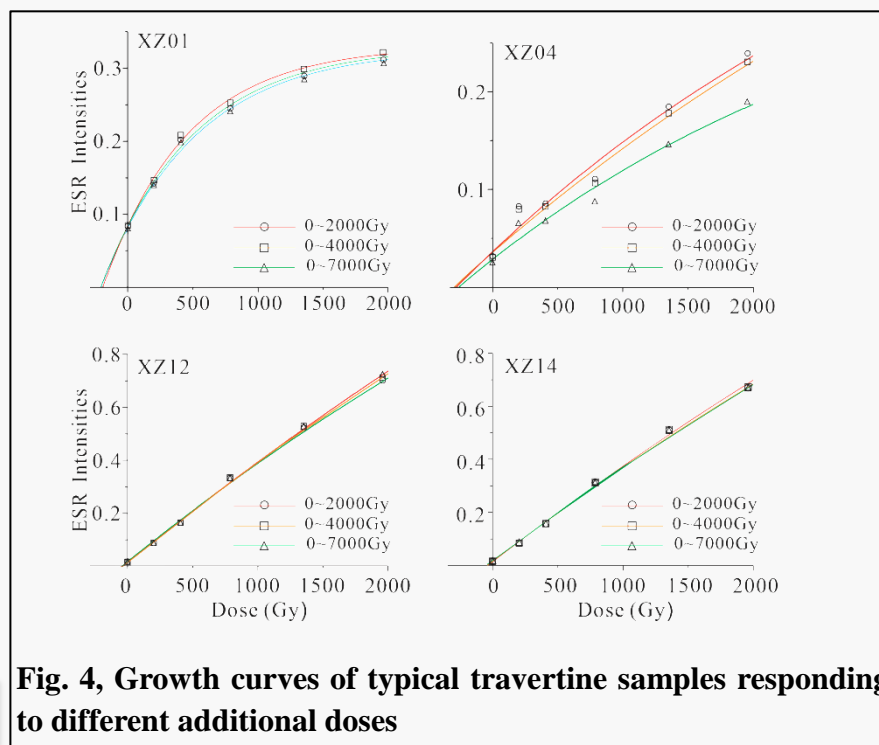 XZ01
XZ04
0.3
0.2
0.1
ESR Intensitics
0~2000Gy
0~4000Gy
0~7000Gy
0 500 1000 1500 2000
0.2
0.1
0~2000Gy
0~4000Gy
0~7000Gy
0 500 1000 1500 2000
XZ12
XZ14
0.8
0.6
0.4
0.2
ESR Intensitics
0~2000Gy
0~4000Gy
0~7000Gy
0 500 1000 1500 2000
Dose (Gy)
0.8
0.6
0.4
0.2
0~2000Gy
0~4000Gy
0~7000Gy
0 500 1000 1500 2000
Dose (Gy)
Fig. 4, Growth curves of typical travertine samples responding
to different additional doses